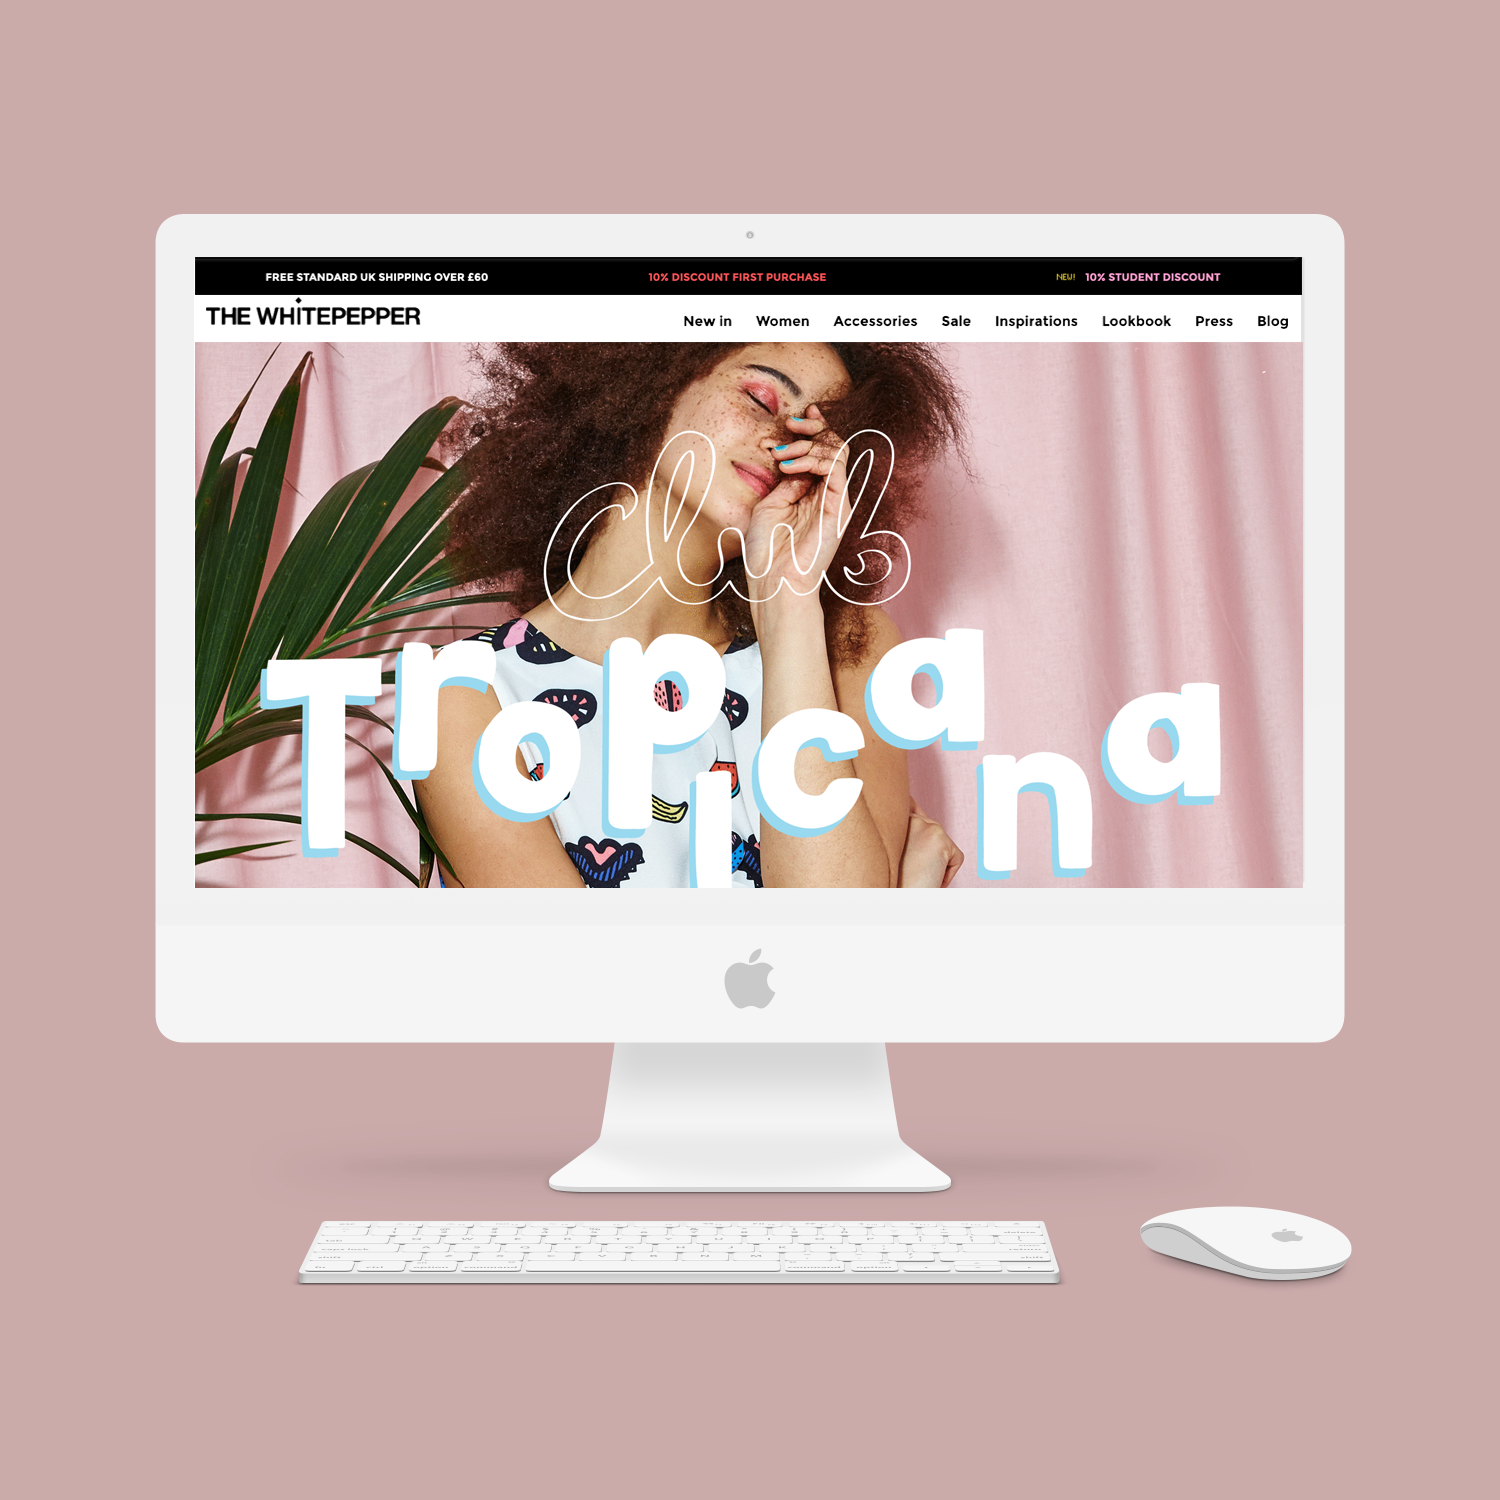 FREE STANDARD UK SHIPPING OVER £60
10% DISCOUNT FIRST PURCHASE
NEU! 10% STUDENT DISCOUNT
THE WHITEPEPPER
New in Women Accessories Sale Inspirations Lookbook Press Blog
Club
Tropicana